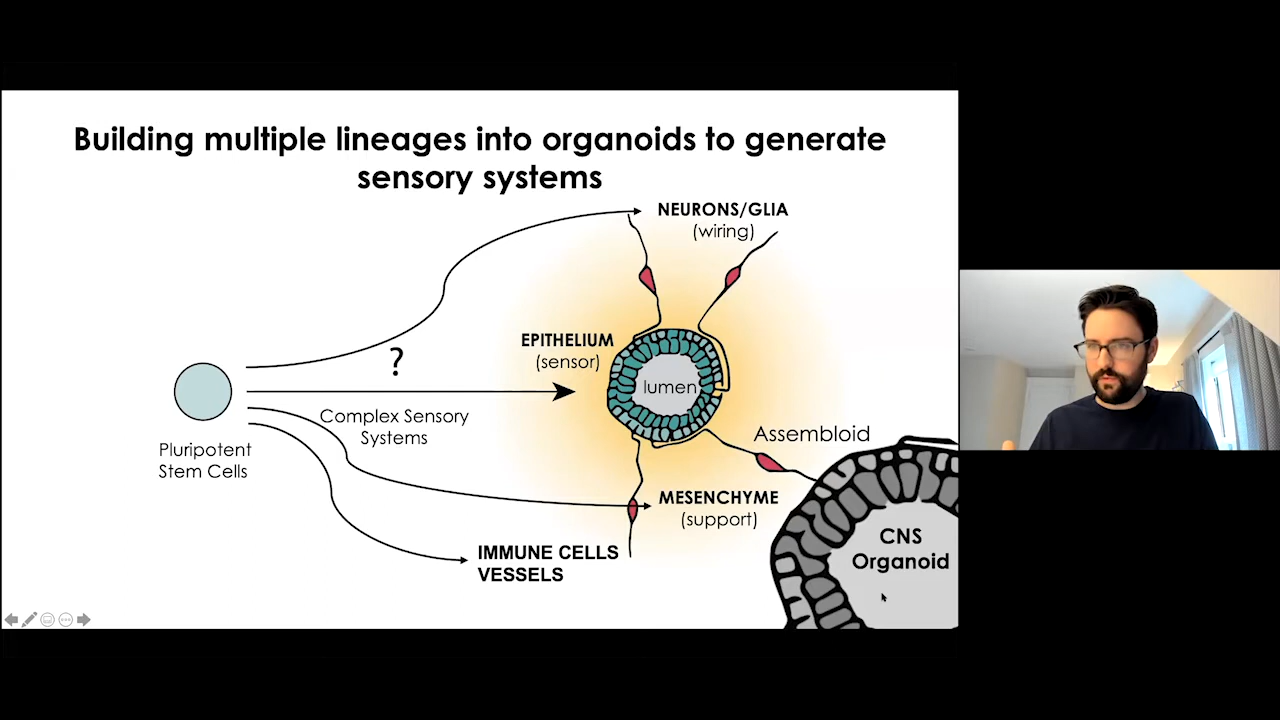 Building multiple lineages into organoids to generate
sensory systems
NEURONS/GLIA
(wiring)
EPITHELIUM
(sensor)
?
lumen
Complex Sensory
Systems
Pluripotent
Stem Cells
Assembloid
MESENCHYME
(support)
IMMUNE CELLS
VESSELS
CNS
Organoid